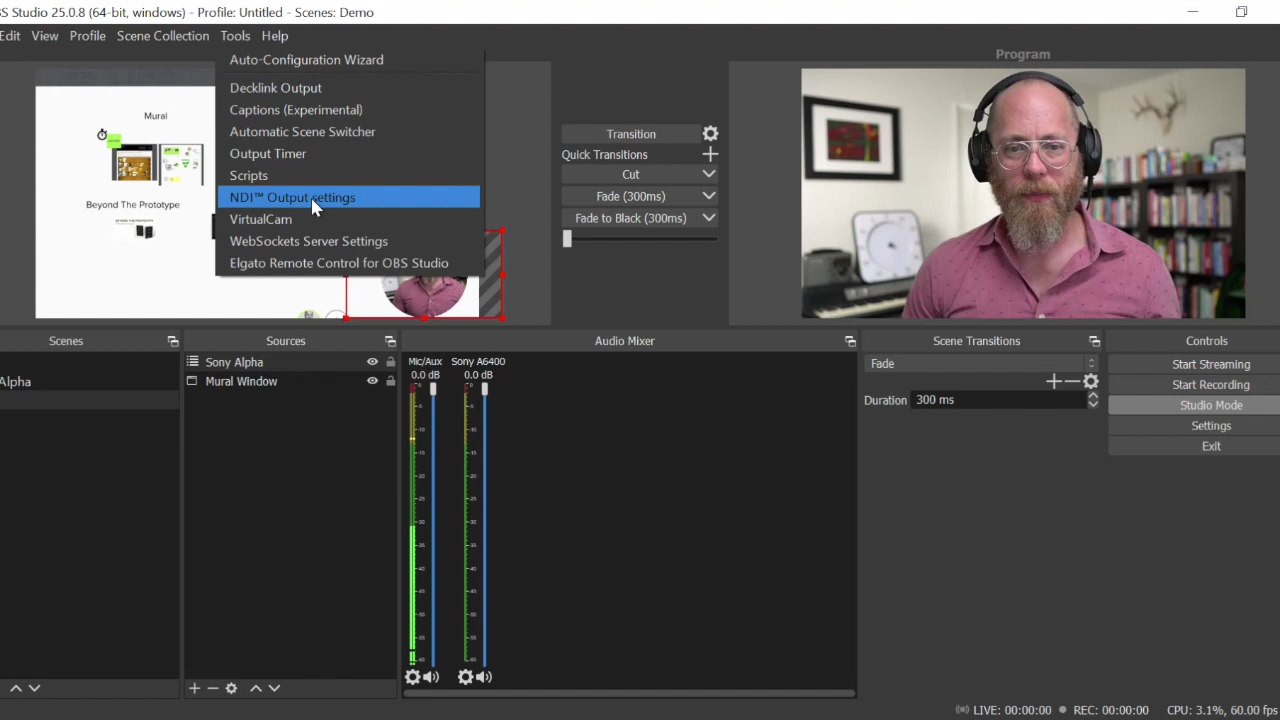 BS Studio 25.0.8 (64-bit, windows) - Profile: Untitled - Scenes: Demo
Edit View Profile Scene Collection Tools Help
Auto-Configuration Wizard
Decklink Output
Captions (Experimental)
Automatic Scene Switcher
Output Timer
Scripts
NDI™ Output settings
VirtualCam
WebSockets Server Settings
Elgato Remote Control for OBS Studio
Mural
Beyond The Prototype
Transition
Quick Transitions
Cut
Fade (300ms)
Fade to Black (300ms)
Program
Scenes
Alpha
Sources
Sony Alpha
Mural Window
Audio Mixer
Mic/Aux Sony A6400
0.0 dB 0.0 dB
Scene Transitions
Fade
Duration 300 ms
Controls
Start Streaming
Start Recording
Studio Mode
Settings
Exit
LIVE: 00:00:00 REC: 00:00:00 CPU: 3.1%, 60.00 fps